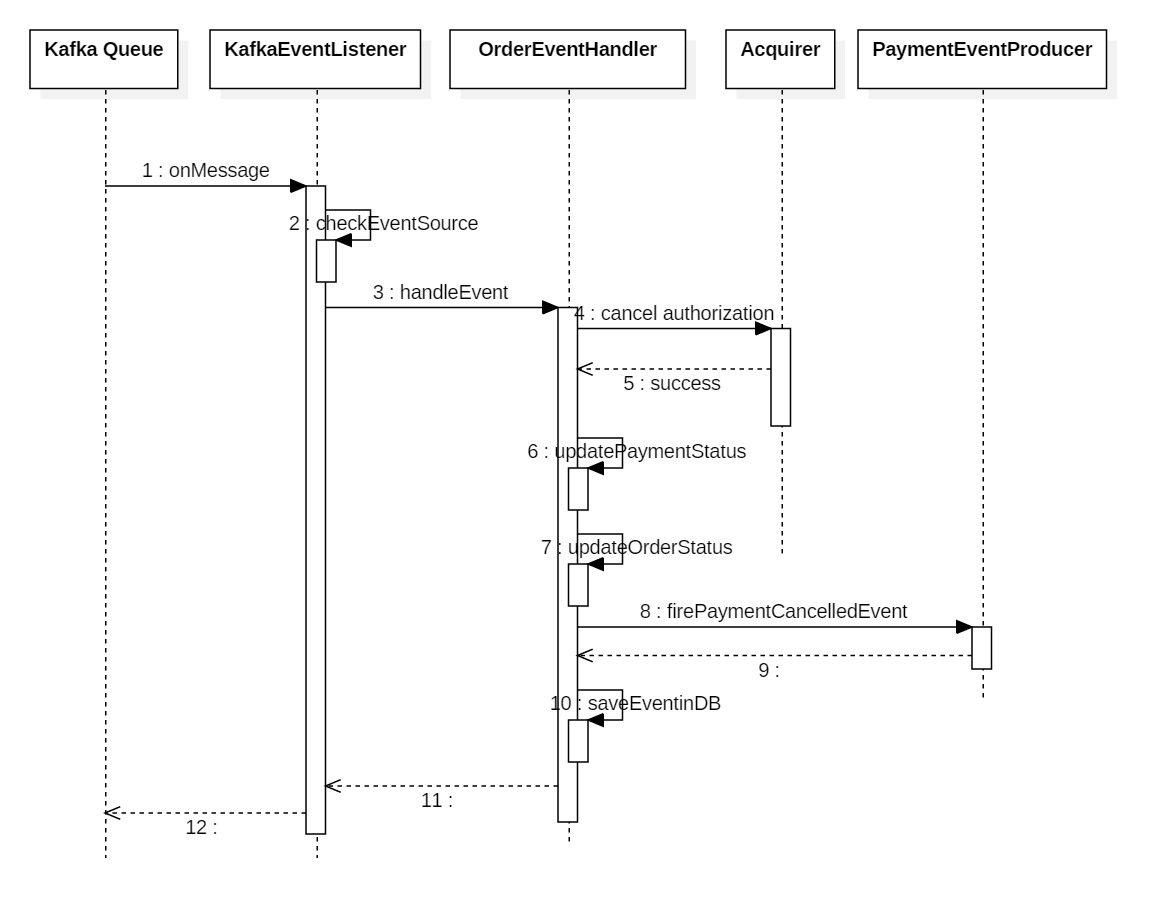 Kafka Queue
KafkaEventListener
OrderEventHandler
Acquirer
PaymentEventProducer
1 : onMessage
2 : checkEventSource
3 : handleEvent
4 : cancel authorization
5 : success
6 : updatePaymentStatus
7 : updateOrderStatus
8 : firePaymentCancelledEvent
9 :
10 : saveEventinDB
11 :
12 :